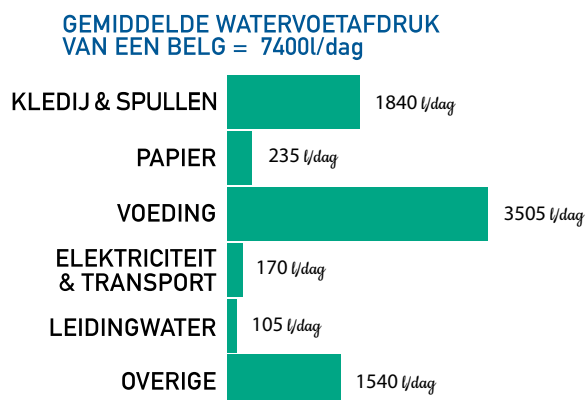 GEMIDDELDE WATERVOETAFDRUK
VAN EEN BELG = 7400l/dag
KLEDIJ & SPULLEN 1840 l/dag
PAPIER 235 l/dag
VOEDING 3505 l/dag
ELEKTRICITEIT
& TRANSPORT 170 l/dag
LEIDINGWATER 105 l/dag
OVERIGE 1540 l/dag